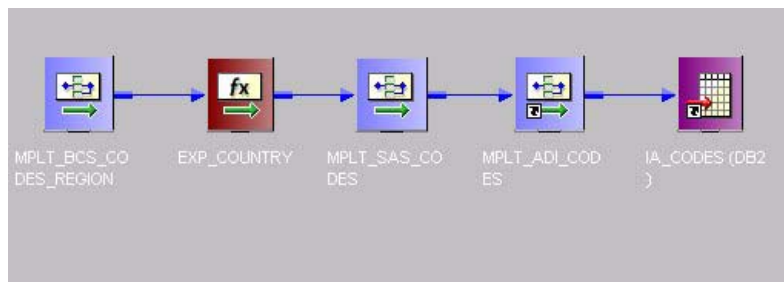 fx
MPLT_BCS_CO
DES_REGION
EXP_COUNTRY
MPLT_SAS_CO
DES
MPLT_ADI_COD
ES
IA_CODES (DB2
)